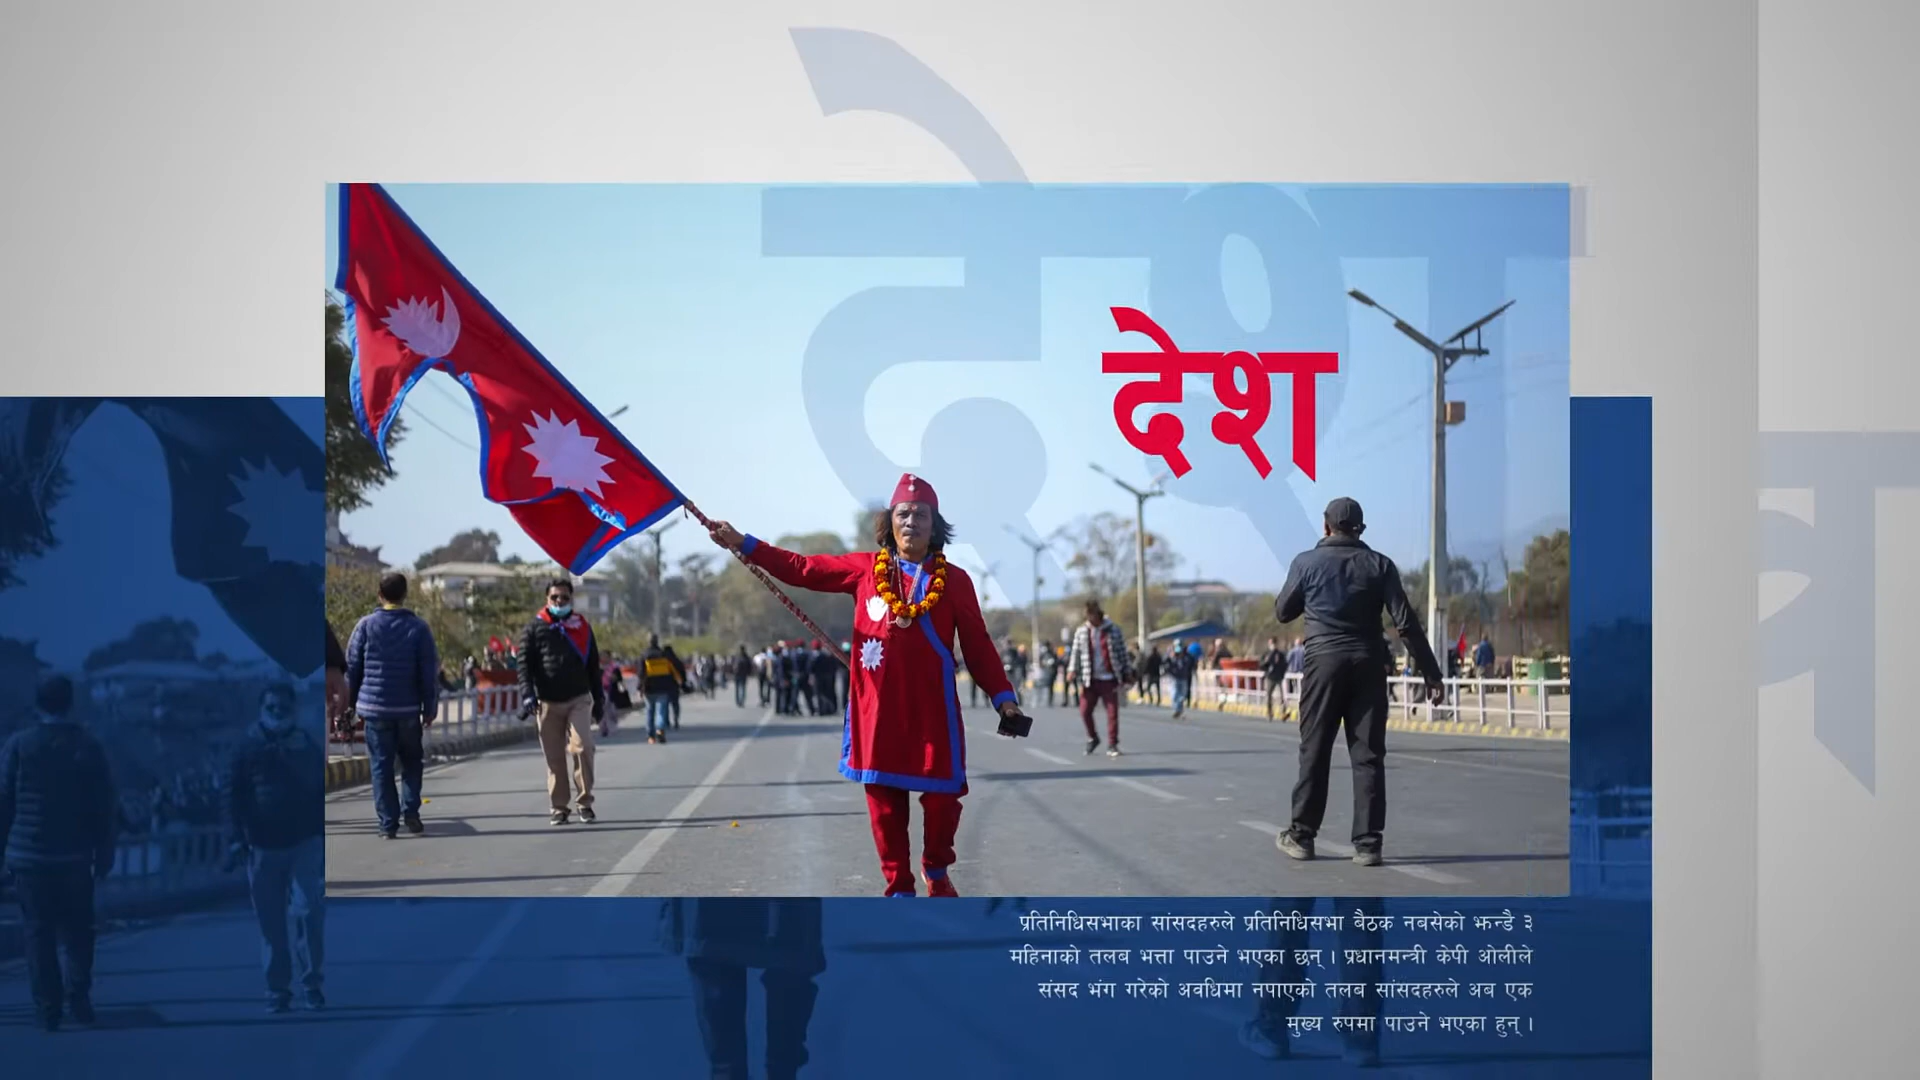 देश
प्रतिनिधिसभाका सांसदहरुले प्रतिनिधिसभा बैठक नबसेको झन्डै ३
महिनाको तलब भत्ता पाउने भएका छन् । प्रधानमन्त्री केपी ओलीले
संसद भंग गरेको अवधिमा नपाएको तलब सांसदहरुले अब एक
मुख्य रुपमा पाउने भएका हुन् ।